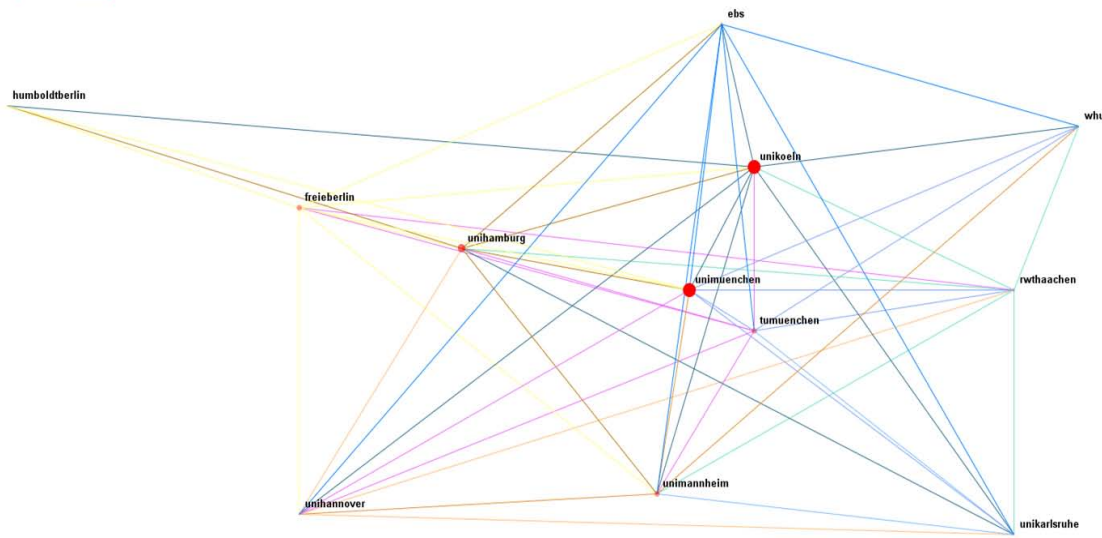 ebs
humboldtberlin
whu
unikoeln
freieberlin
unihamburg
unimuenchen
rwthaachen
tumuenchen
unimannheim
unihannover
unikarlsruhe